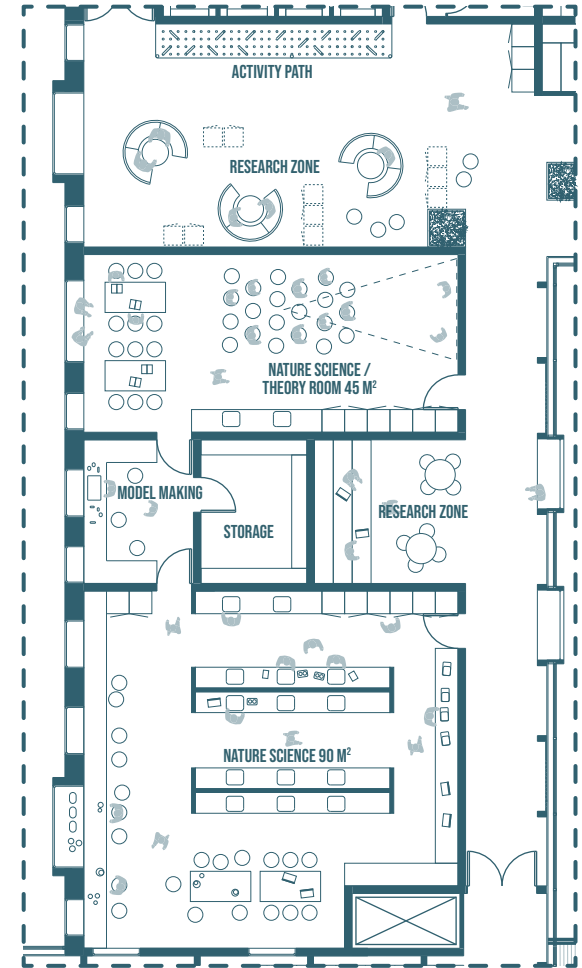 ACTIVITY PATH
RESEARCH ZONE
NATURE SCIENCE /
THEORY ROOM 45 M²
MODEL MAKING
STORAGE
RESEARCH ZONE
NATURE SCIENCE 90 M²